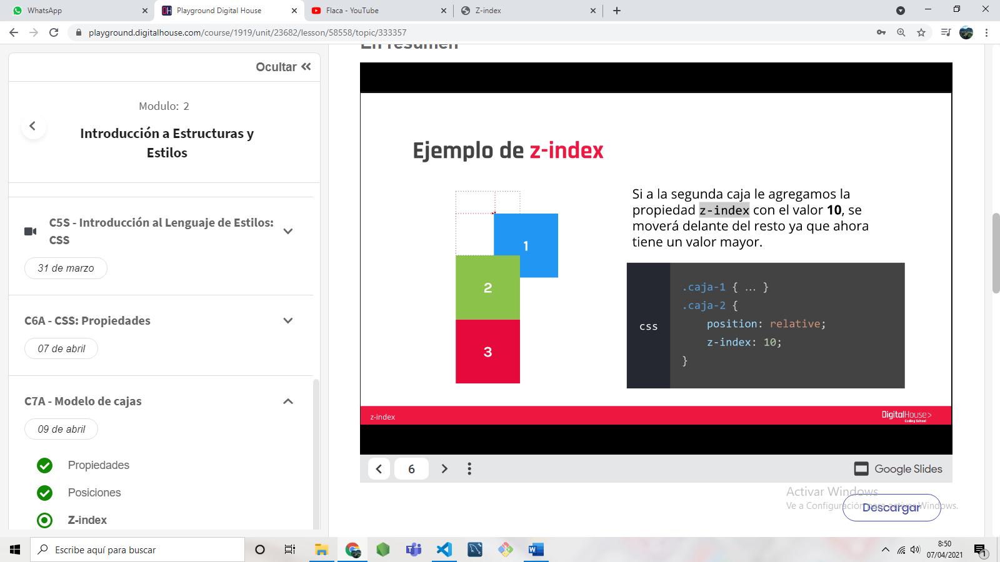 WhatsApp
Playground Digital House
Flaca - YouTube
Z-index
playground.digitalhouse.com/course/1919/unit/23682/lesson/58558/topic/333357
Ocultar
Modulo: 2
Introducción a Estructuras y
Estilos
C5S - Introducción al Lenguaje de Estilos:
CSS
31 de marzo
C6A - CSS: Propiedades
07 de abril
C7A - Modelo de cajas
09 de abril
Propiedades
Posiciones
Z-index
En resumen
Ejemplo de z-index
1
2
3
Si a la segunda caja le agregamos la
propiedad z-index con el valor 10, se
moverá delante del resto ya que ahora
tiene un valor mayor.
css
.caja-1 { ... }
.caja-2 {
position: relative;
z-index: 10;
}
z-index
DigitalHouse>
Coding School
6
Google Slides
Activar Windows
Ve a Configuración para activar Windows.
Descargar
Escribe aquí para buscar
8:50
07/04/2021
1